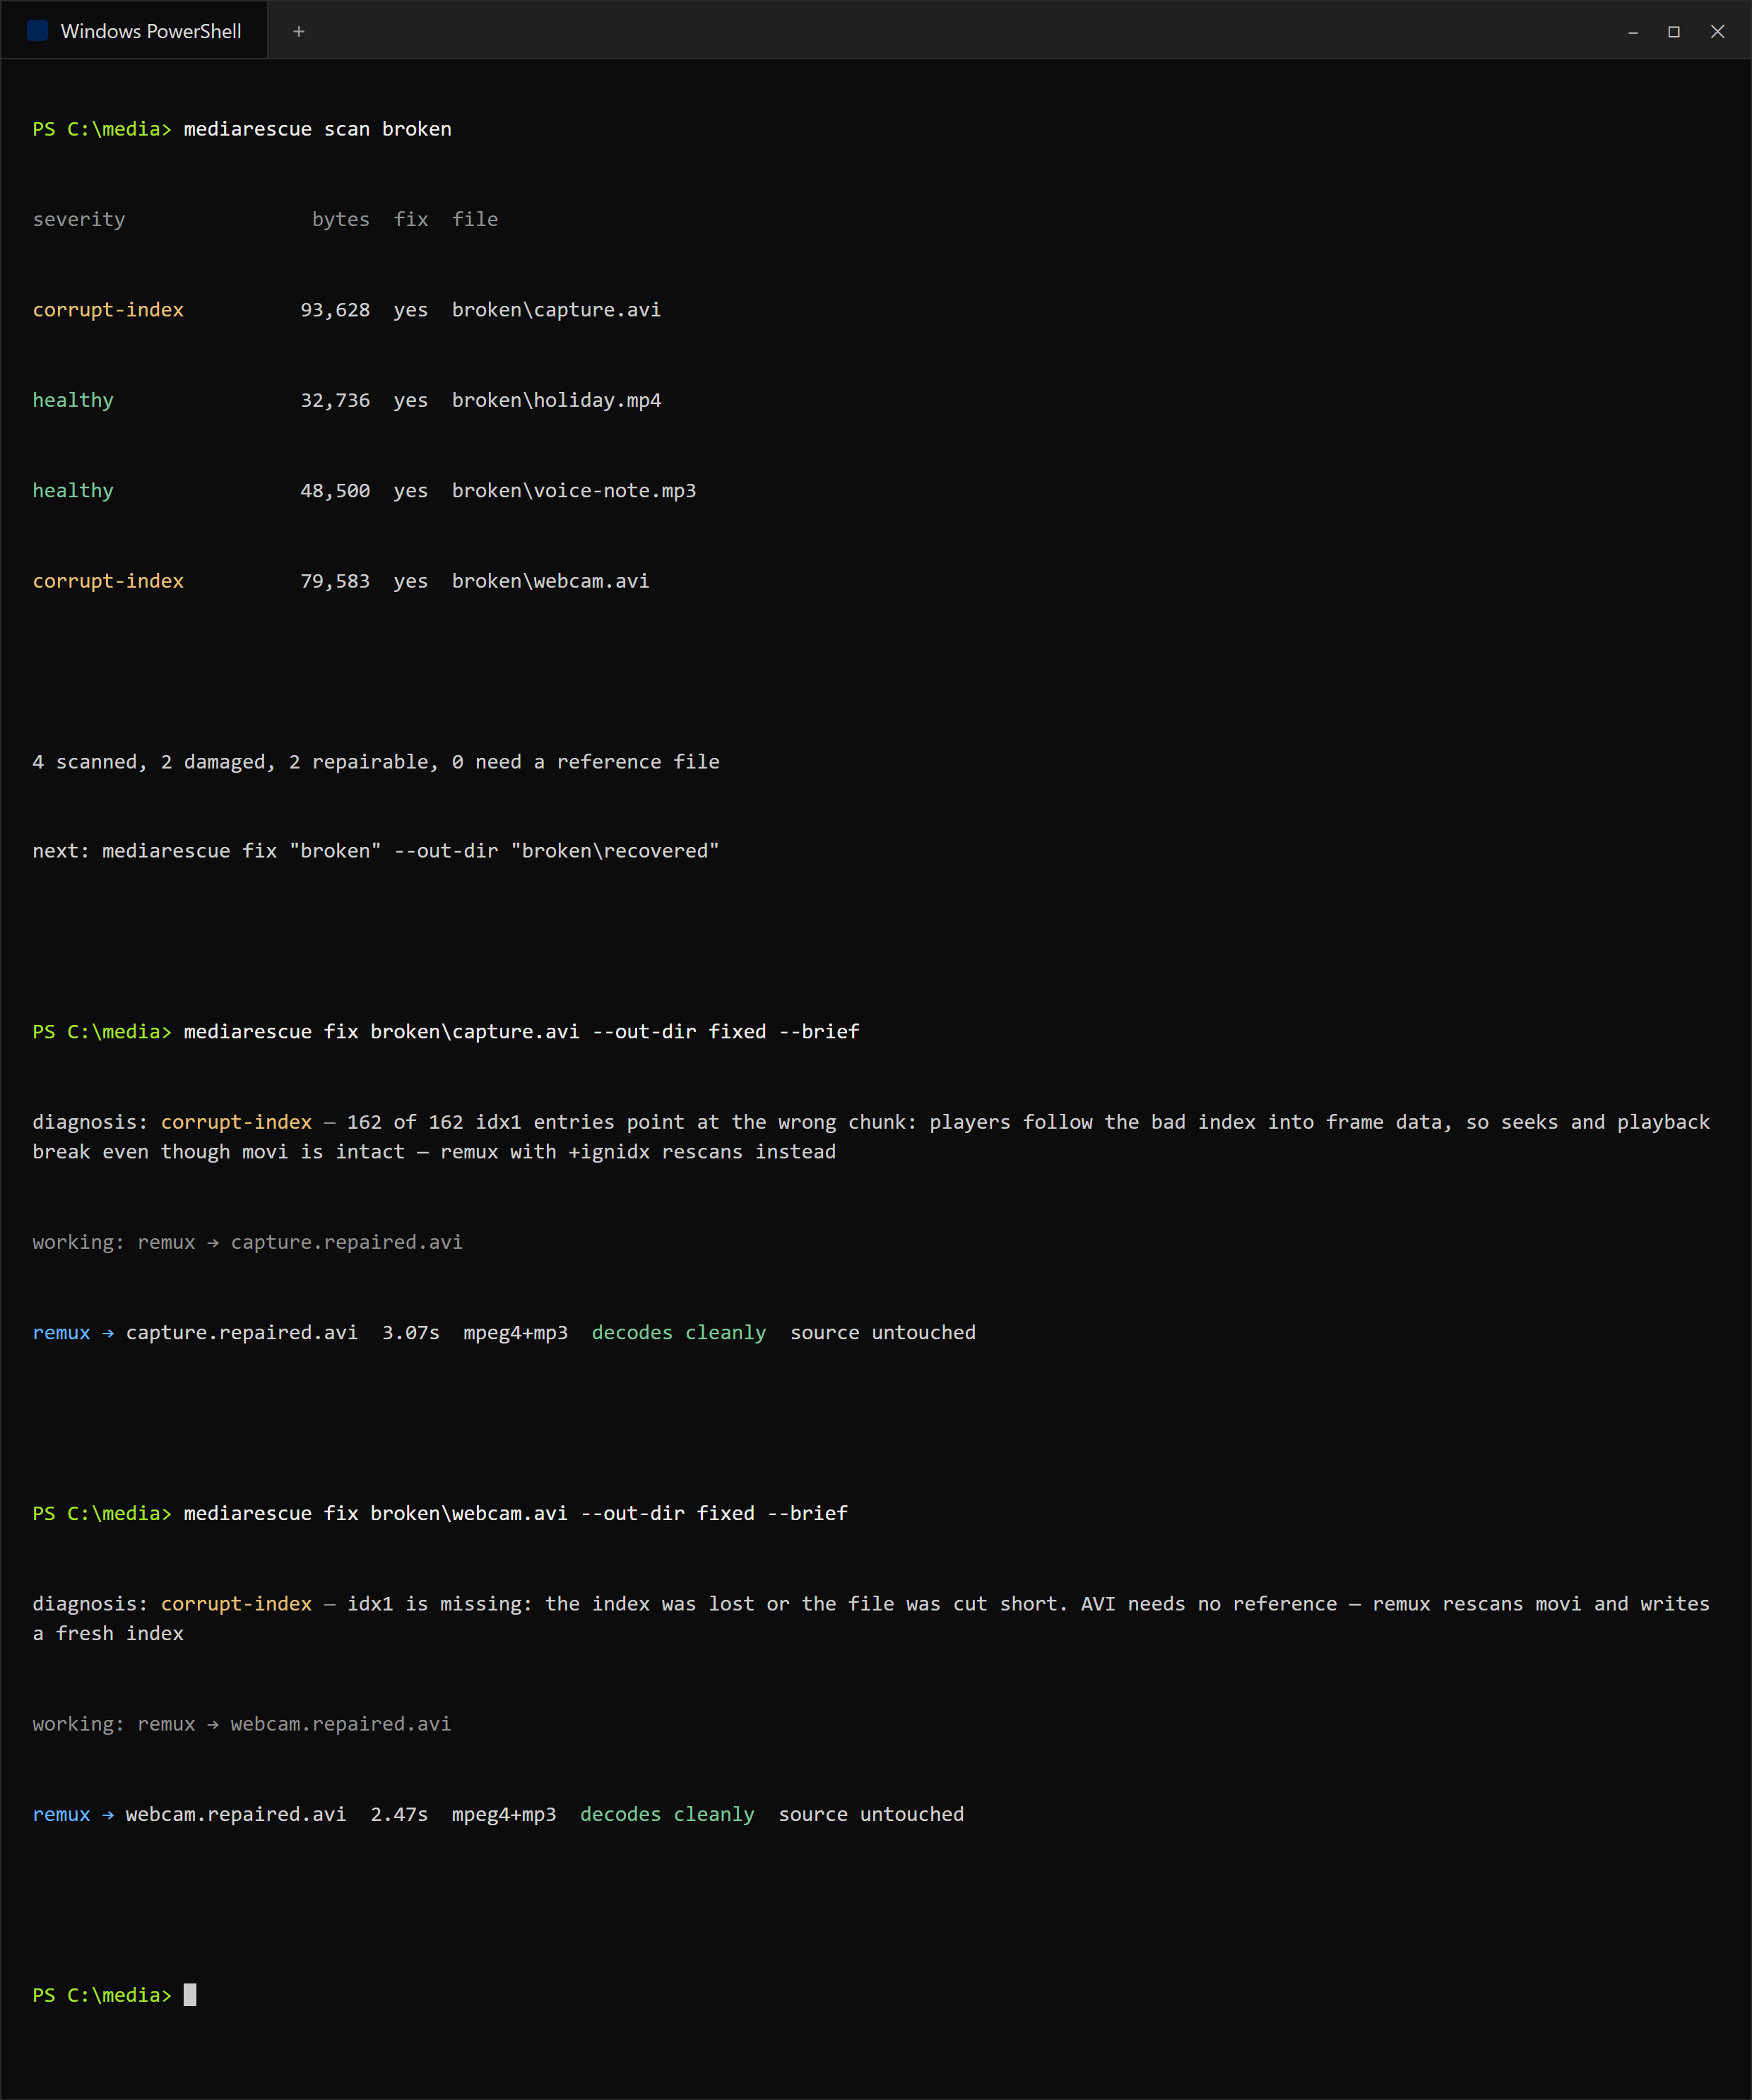 Windows PowerShell +
PS C:\media> mediarescue scan broken
severity                bytes  fix  file
corrupt-index          93,628  yes  broken\capture.avi
healthy                32,736  yes  broken\holiday.mp4
healthy                48,500  yes  broken\voice-note.mp3
corrupt-index          79,583  yes  broken\webcam.avi
4 scanned, 2 damaged, 2 repairable, 0 need a reference file
next: mediarescue fix "broken" --out-dir "broken\recovered"
PS C:\media> mediarescue fix broken\capture.avi --out-dir fixed --brief
diagnosis: corrupt-index — 162 of 162 idx1 entries point at the wrong chunk: players follow the bad index into frame data, so seeks and playback
break even though movi is intact — remux with +ignidx rescans instead
working: remux → capture.repaired.avi
remux → capture.repaired.avi  3.07s  mpeg4+mp3  decodes cleanly  source untouched
PS C:\media> mediarescue fix broken\webcam.avi --out-dir fixed --brief
diagnosis: corrupt-index — idx1 is missing: the index was lost or the file was cut short. AVI needs no reference — remux rescans movi and writes
a fresh index
working: remux → webcam.repaired.avi
remux → webcam.repaired.avi  2.47s  mpeg4+mp3  decodes cleanly  source untouched
PS C:\media>